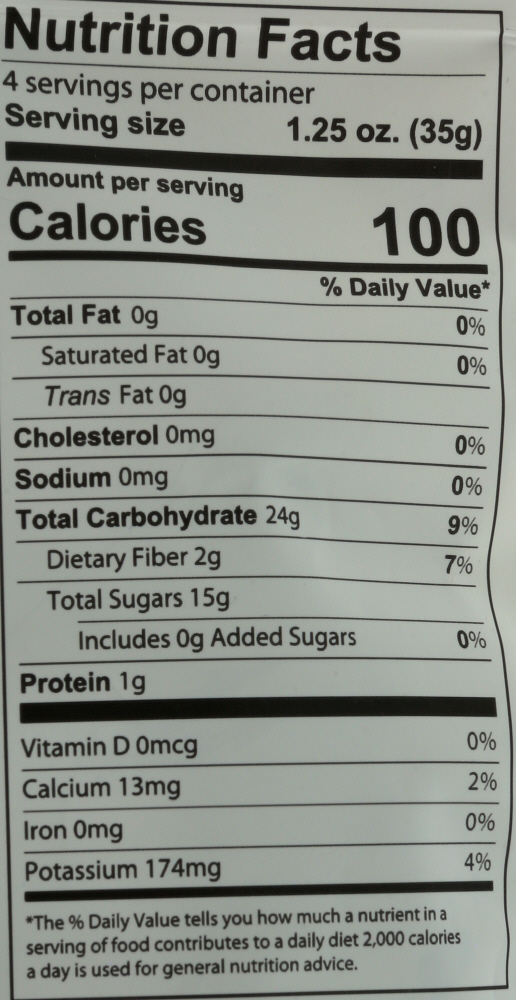 Nutrition Facts
4 servings per container
Serving size 1.25 oz. (35g)
Amount per serving
Calories 100
% Daily Value*
Total Fat 0g 0%
Saturated Fat 0g 0%
Trans Fat 0g
Cholesterol 0mg 0%
Sodium 0mg 0%
Total Carbohydrate 24g 9%
Dietary Fiber 2g 7%
Total Sugars 15g
Includes 0g Added Sugars 0%
Protein 1g
Vitamin D 0mcg 0%
Calcium 13mg 2%
Iron 0mg 0%
Potassium 174mg 4%
*The % Daily Value tells you how much a nutrient in a
serving of food contributes to a daily diet 2,000 calories
a day is used for general nutrition advice.